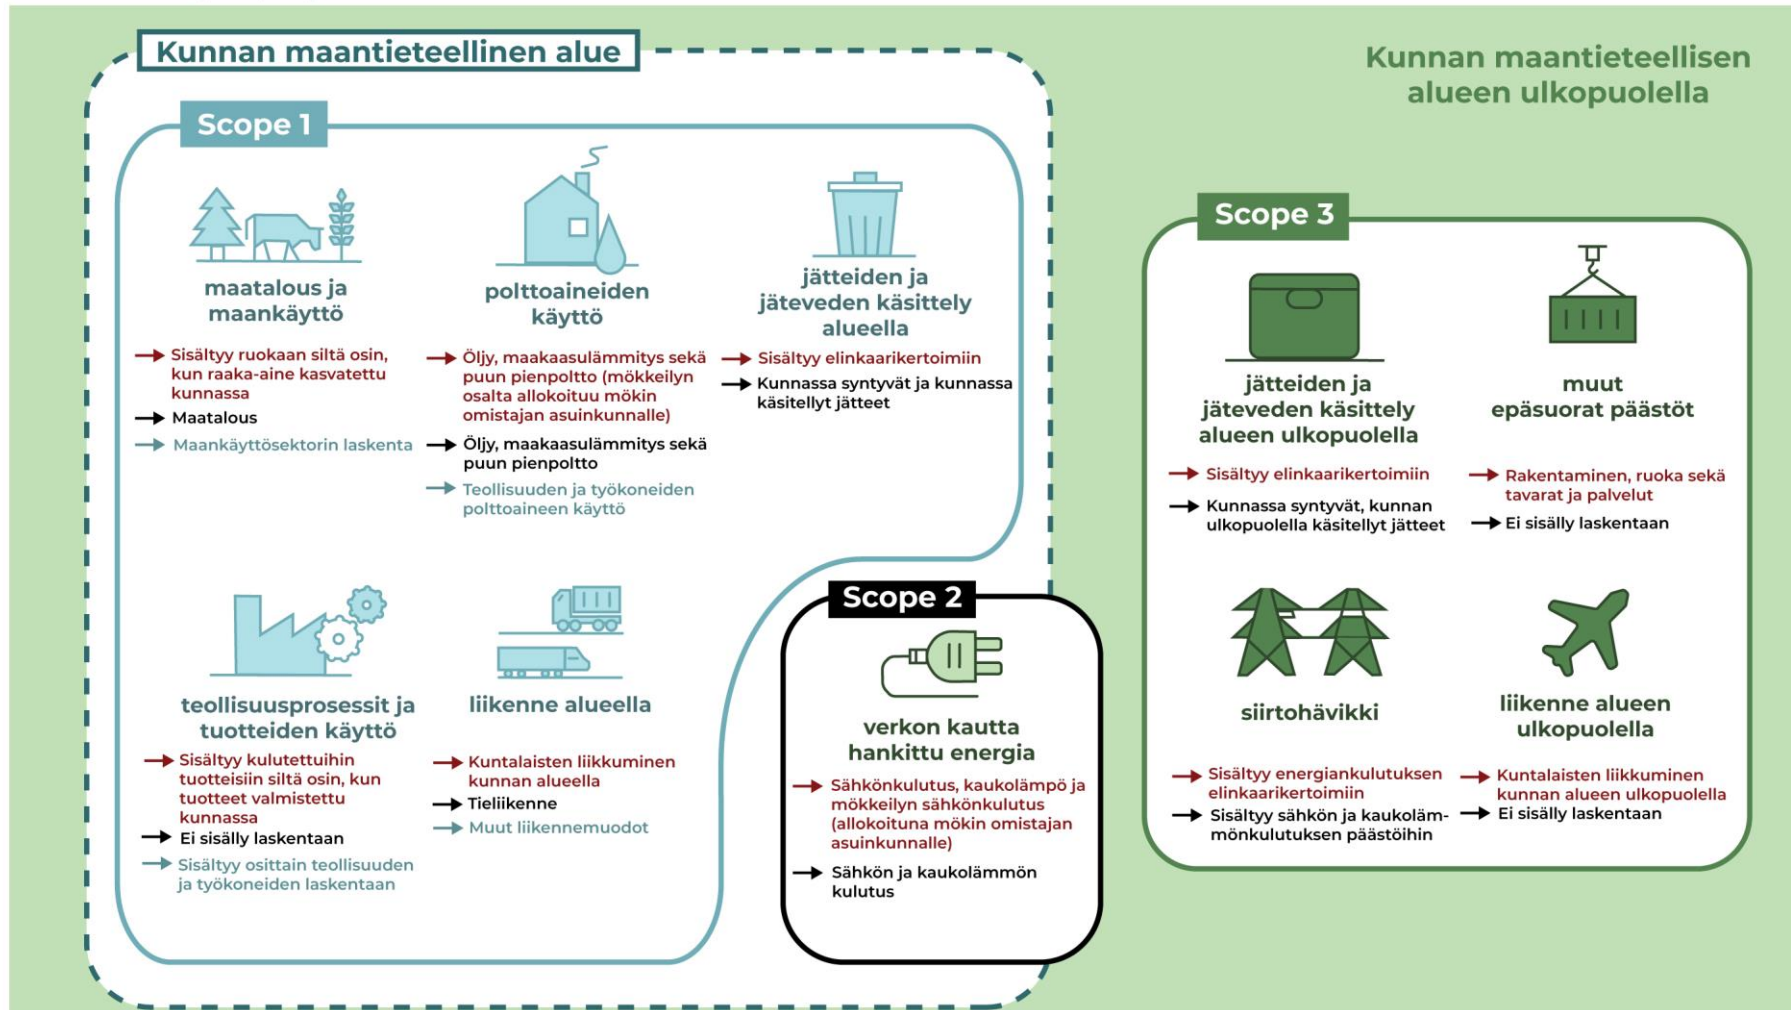 Kunnan maantieteellinen alue
Kunnan maantieteellisen
alueen ulkopuolella
Scope 1
maatalous ja
maankäyttö
Sisältyy ruokaan siltä osin,
kun raaka-aine kasvatettu
kunnassa
Maatalous
Maankäyttösektorin laskenta
polttoaineiden
käyttö
Öljy, maakaasulämmitys sekä
puun pienpoltto (mökkeilyn
osalta allokoituu mökin
omistajan asuinkunnalle)
Öljy, maakaasulämmitys sekä
puun pienpoltto
Teollisuuden ja työkoneiden
polttoaineen käyttö
jätteiden ja
jäteveden käsittely
alueella
Sisältyy elinkaarikertoimiin
Kunnassa syntyvät ja kunnassa
käsitellyt jätteet
teollisuusprosessit ja
tuotteiden käyttö
Sisältyy kulutettuihin
tuotteisiin siltä osin, kun
tuotteet valmistettu
kunnassa
Ei sisälly laskentaan
Sisältyy osittain teollisuuden
ja työkoneiden laskentaan
liikenne alueella
Kuntalaisten liikkuminen
kunnan alueella
Tieliikenne
Muut liikennemuodot
Scope 2
verkon kautta
hankittu energia
Sähkönkulutus, kaukolämpö ja
mökkeilyn sähkönkulutus
(allokoituna mökin omistajan
asuinkunnalle)
Sähkön ja kaukolämmön
kulutus
Scope 3
jätteiden ja
jäteveden käsittely
alueen ulkopuolella
Sisältyy elinkaarikertoimiin
Kunnassa syntyvät, kunnan
ulkopuolella käsitellyt jätteet
muut
epäsuorat päästöt
Rakentaminen, ruoka sekä
tavarat ja palvelut
Ei sisälly laskentaan
siirtohävikki
Sisältyy energiankulutuksen
elinkaarikertoimiin
Sisältyy sähkön ja kaukoläm-
mönkulutuksen päästöihin
liikenne alueen
ulkopuolella
Kuntalaisten liikkuminen
kunnan alueen ulkopuolella
Ei sisälly laskentaan